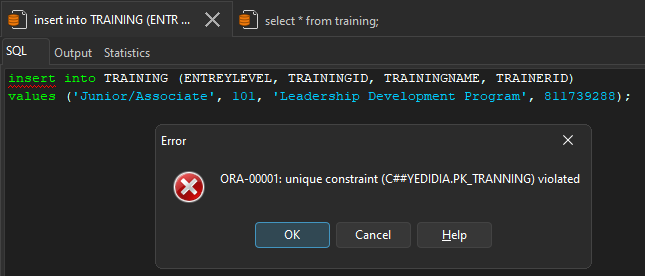 insert into TRAINING (ENTR ...
select * from training;
SQL
Output
Statistics
insert into TRAINING (ENTREYLEVEL, TRAININGID, TRAININGNAME, TRAINERID)
values ('Junior/Associate', 101, 'Leadership Development Program', 811739288);
Error
ORA-00001: unique constraint (C##YEDIDIA.PK_TRANNING) violated
OK
Cancel
Help